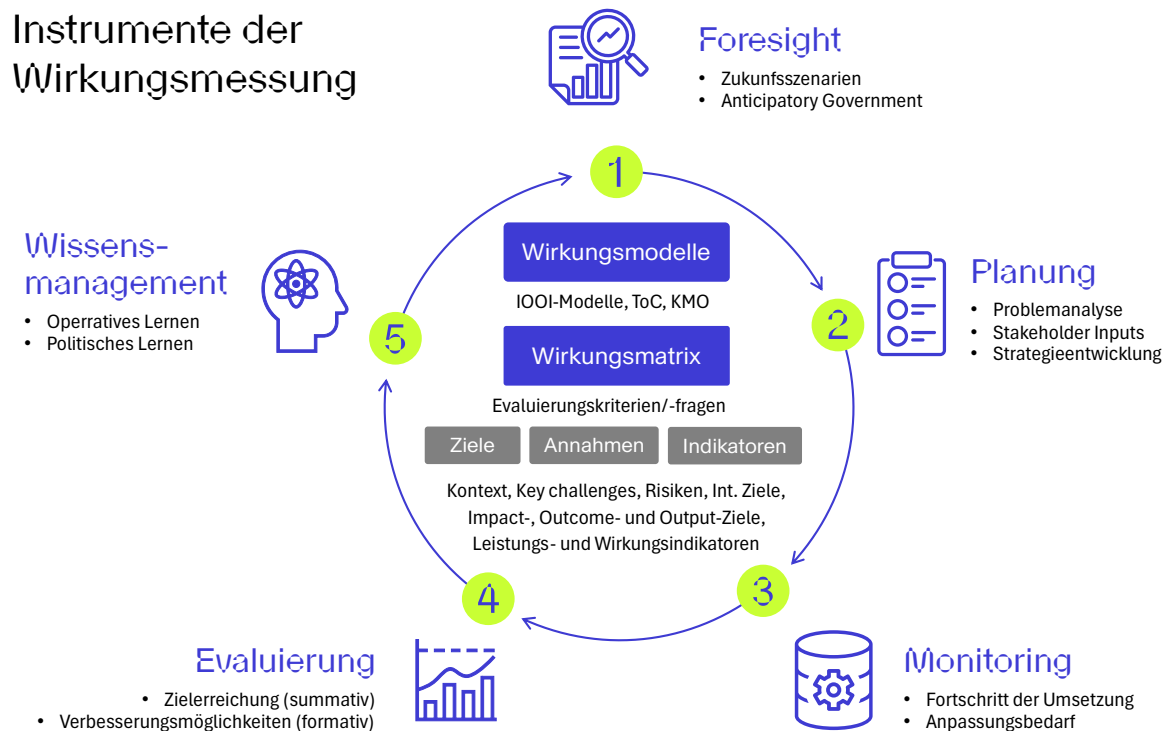 Instrumente der
Wirkungsmessung
Foresight
• Zukunfsszenarien
• Anticipatory Government
1
Wissens-
management
• Operratives Lernen
• Politisches Lernen
5
Wirkungsmodelle
IOOI-Modelle, ToC, KMO
Wirkungsmatrix
Evaluierungskriterien/-fragen
Ziele
Annahmen
Indikatoren
Kontext, Key challenges, Risiken, Int. Ziele,
Impact-, Outcome- und Output-Ziele,
Leistungs- und Wirkungsindikatoren
2
Planung
• Problemanalyse
• Stakeholder Inputs
• Strategieentwicklung
4
3
Evaluierung
• Zielerreichung (summativ)
• Verbesserungsmöglichkeiten (formativ)
Monitoring
• Fortschritt der Umsetzung
• Anpassungsbedarf